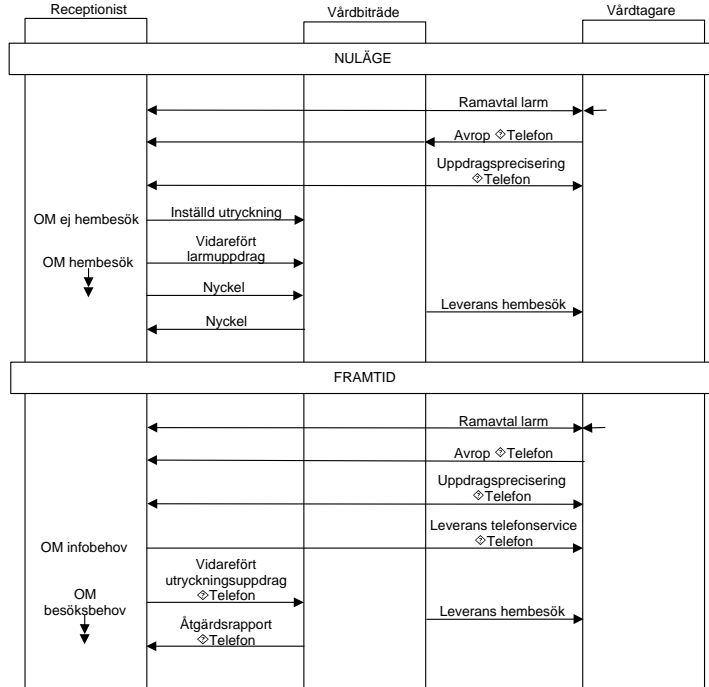 Receptionist
Vårdbiträde
Vårdtagare
NULÄGE
Ramavtal larm
Avrop Telefon
Uppdragsprecisering
Telefon
OM ej hembesök
Inställd utryckning
Vidarefört
larmuppdrag
OM hembesök
Nyckel
Leverans hembesök
Nyckel
FRAMTID
Ramavtal larm
Avrop Telefon
Uppdragsprecisering
Telefon
Leverans telefonservice
Telefon
OM infobehov
Vidarefört
utryckningsuppdrag
Telefon
OM
besöksbehov
Leverans hembesök
Åtgärdsrapport
Telefon